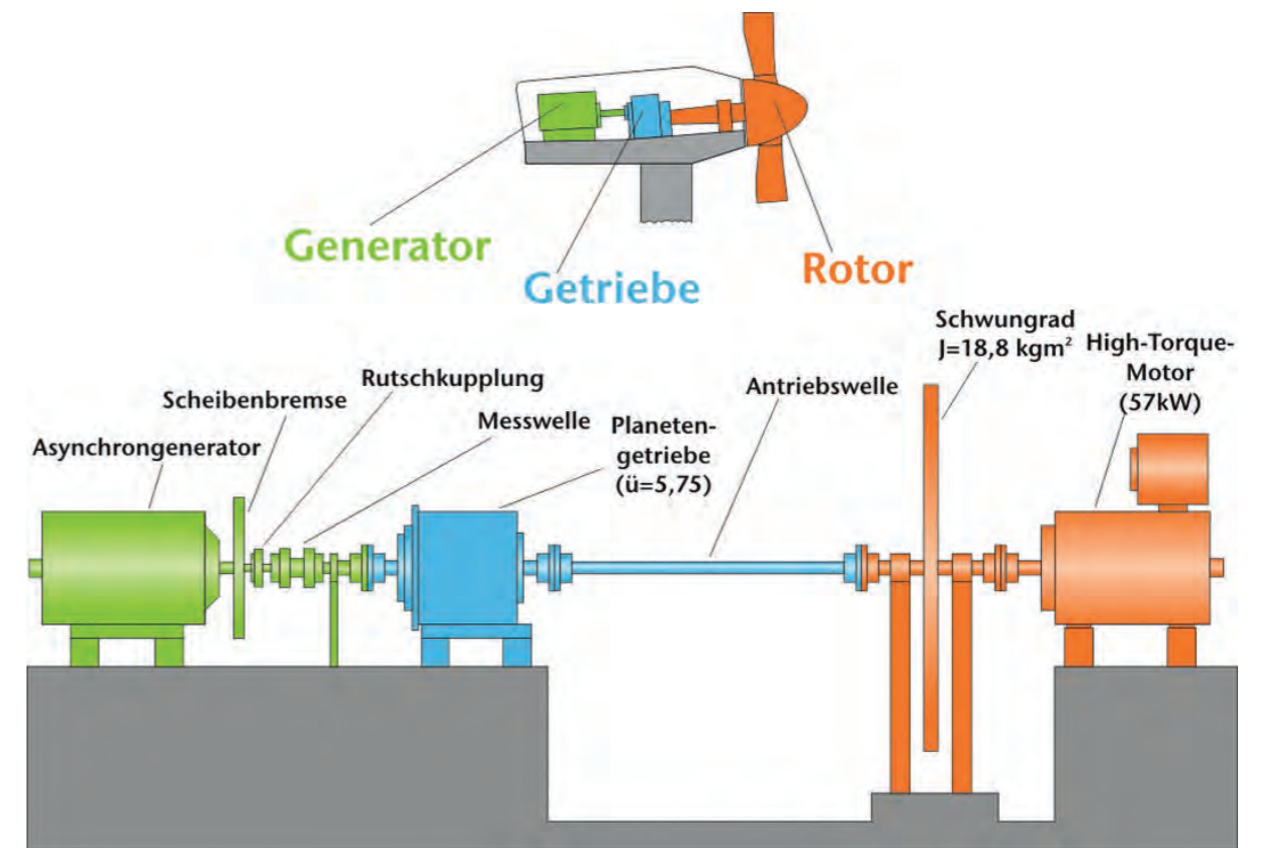 Generator
Getriebe
Rotor
Schwungrad
J=18,8 kgm²
High-Torque-
Motor
(57kW)
Antriebswelle
Rutschkupplung
Scheibenbremse
Messwelle
Planeten-
getriebe
(ü=5,75)
Asynchrongenerator